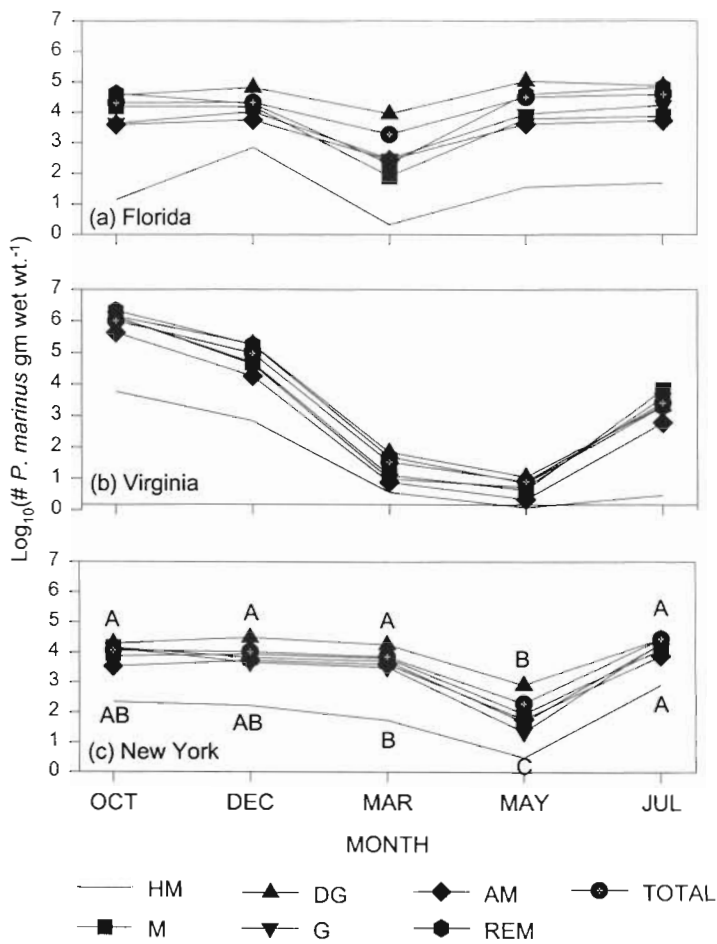 7
6
5
4
3
2
1
0
(a) Florida
7
6
5
4
3
2
1
0
(b) Virginia
Log10(# P. marinus gm wet wt.-1)
7
6
5
4
3
2
1
0
A A A B A
AB AB B C A
(c) New York
OCT DEC MAR MAY JUL
MONTH
HM DG AM TOTAL
M G REM